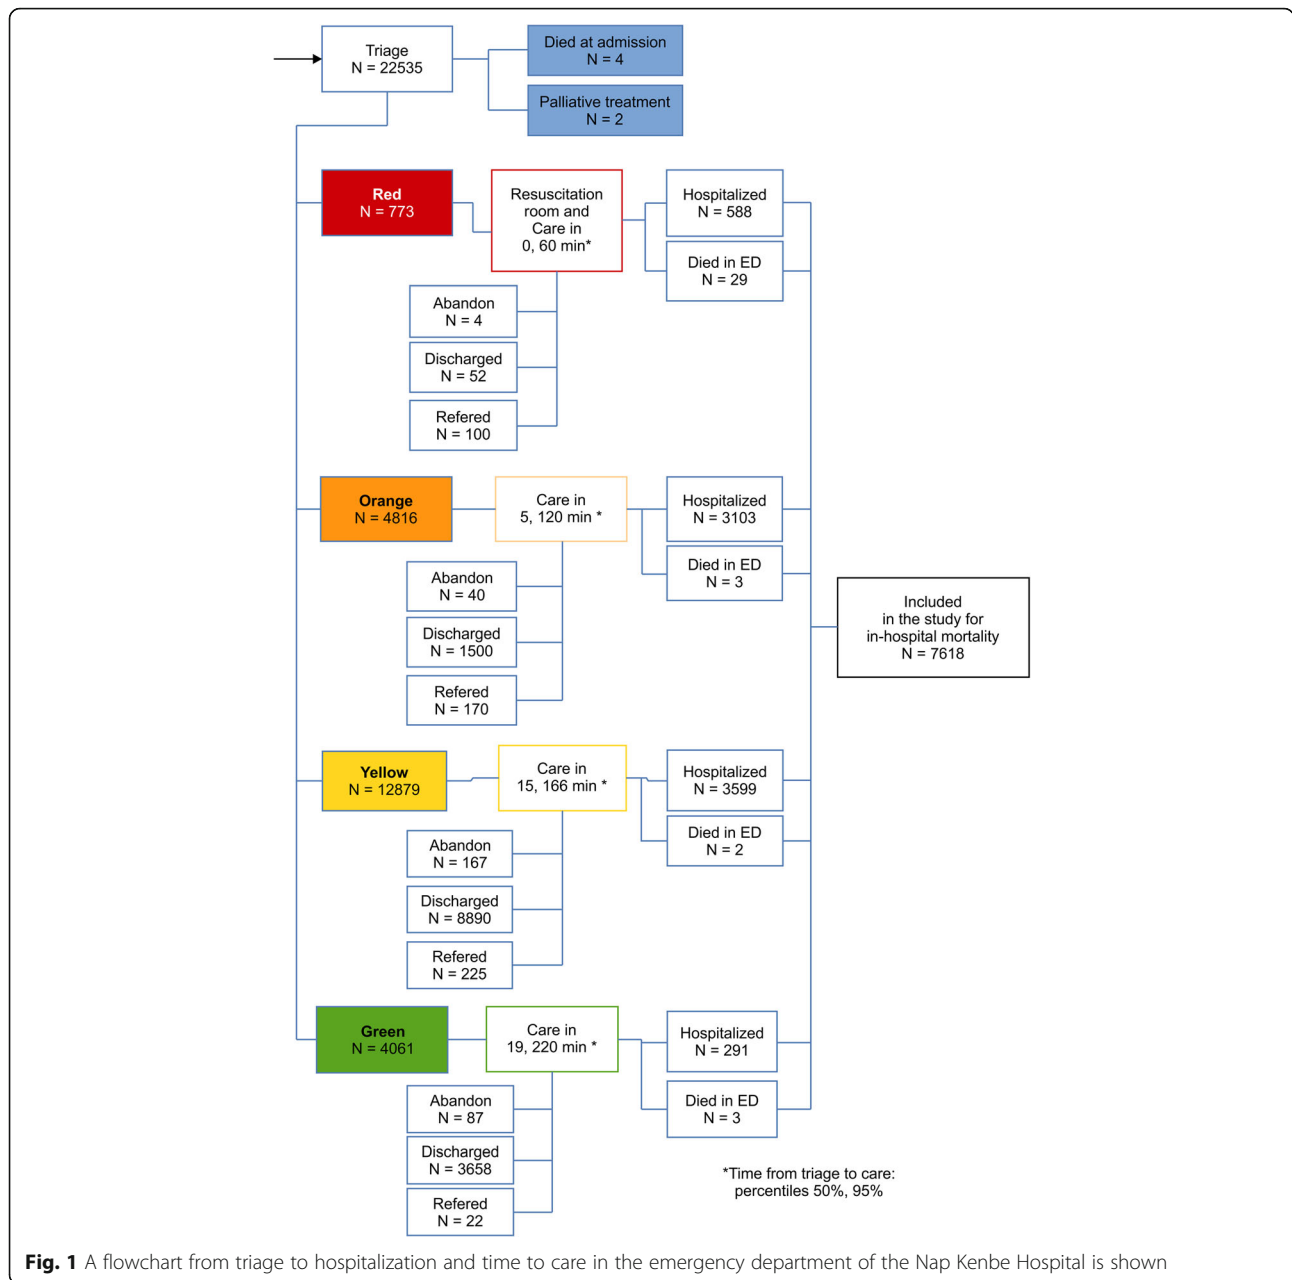 Triage
N = 22535
Died at admission
N = 4
Palliative treatment
N = 2
Red
N = 773
Resuscitation
room and
Care in
0, 60 min*
Hospitalized
N = 588
Died in ED
N = 29
Abandon
N = 4
Discharged
N = 52
Refered
N = 100
Orange
N = 4816
Care in
5, 120 min *
Hospitalized
N = 3103
Died in ED
N = 3
Abandon
N = 40
Discharged
N = 1500
Refered
N = 170
Included
in the study for
in-hospital mortality
N = 7618
Yellow
N = 12879
Care in
15, 166 min *
Hospitalized
N = 3599
Died in ED
N = 2
Abandon
N = 167
Discharged
N = 8890
Refered
N = 225
Green
N = 4061
Care in
19, 220 min *
Hospitalized
N = 291
Died in ED
N = 3
Abandon
N = 87
Discharged
N = 3658
Refered
N = 22
*Time from triage to care:
percentiles 50%, 95%
Fig. 1 A flowchart from triage to hospitalization and time to care in the emergency department of the Nap Kenbe Hospital is shown